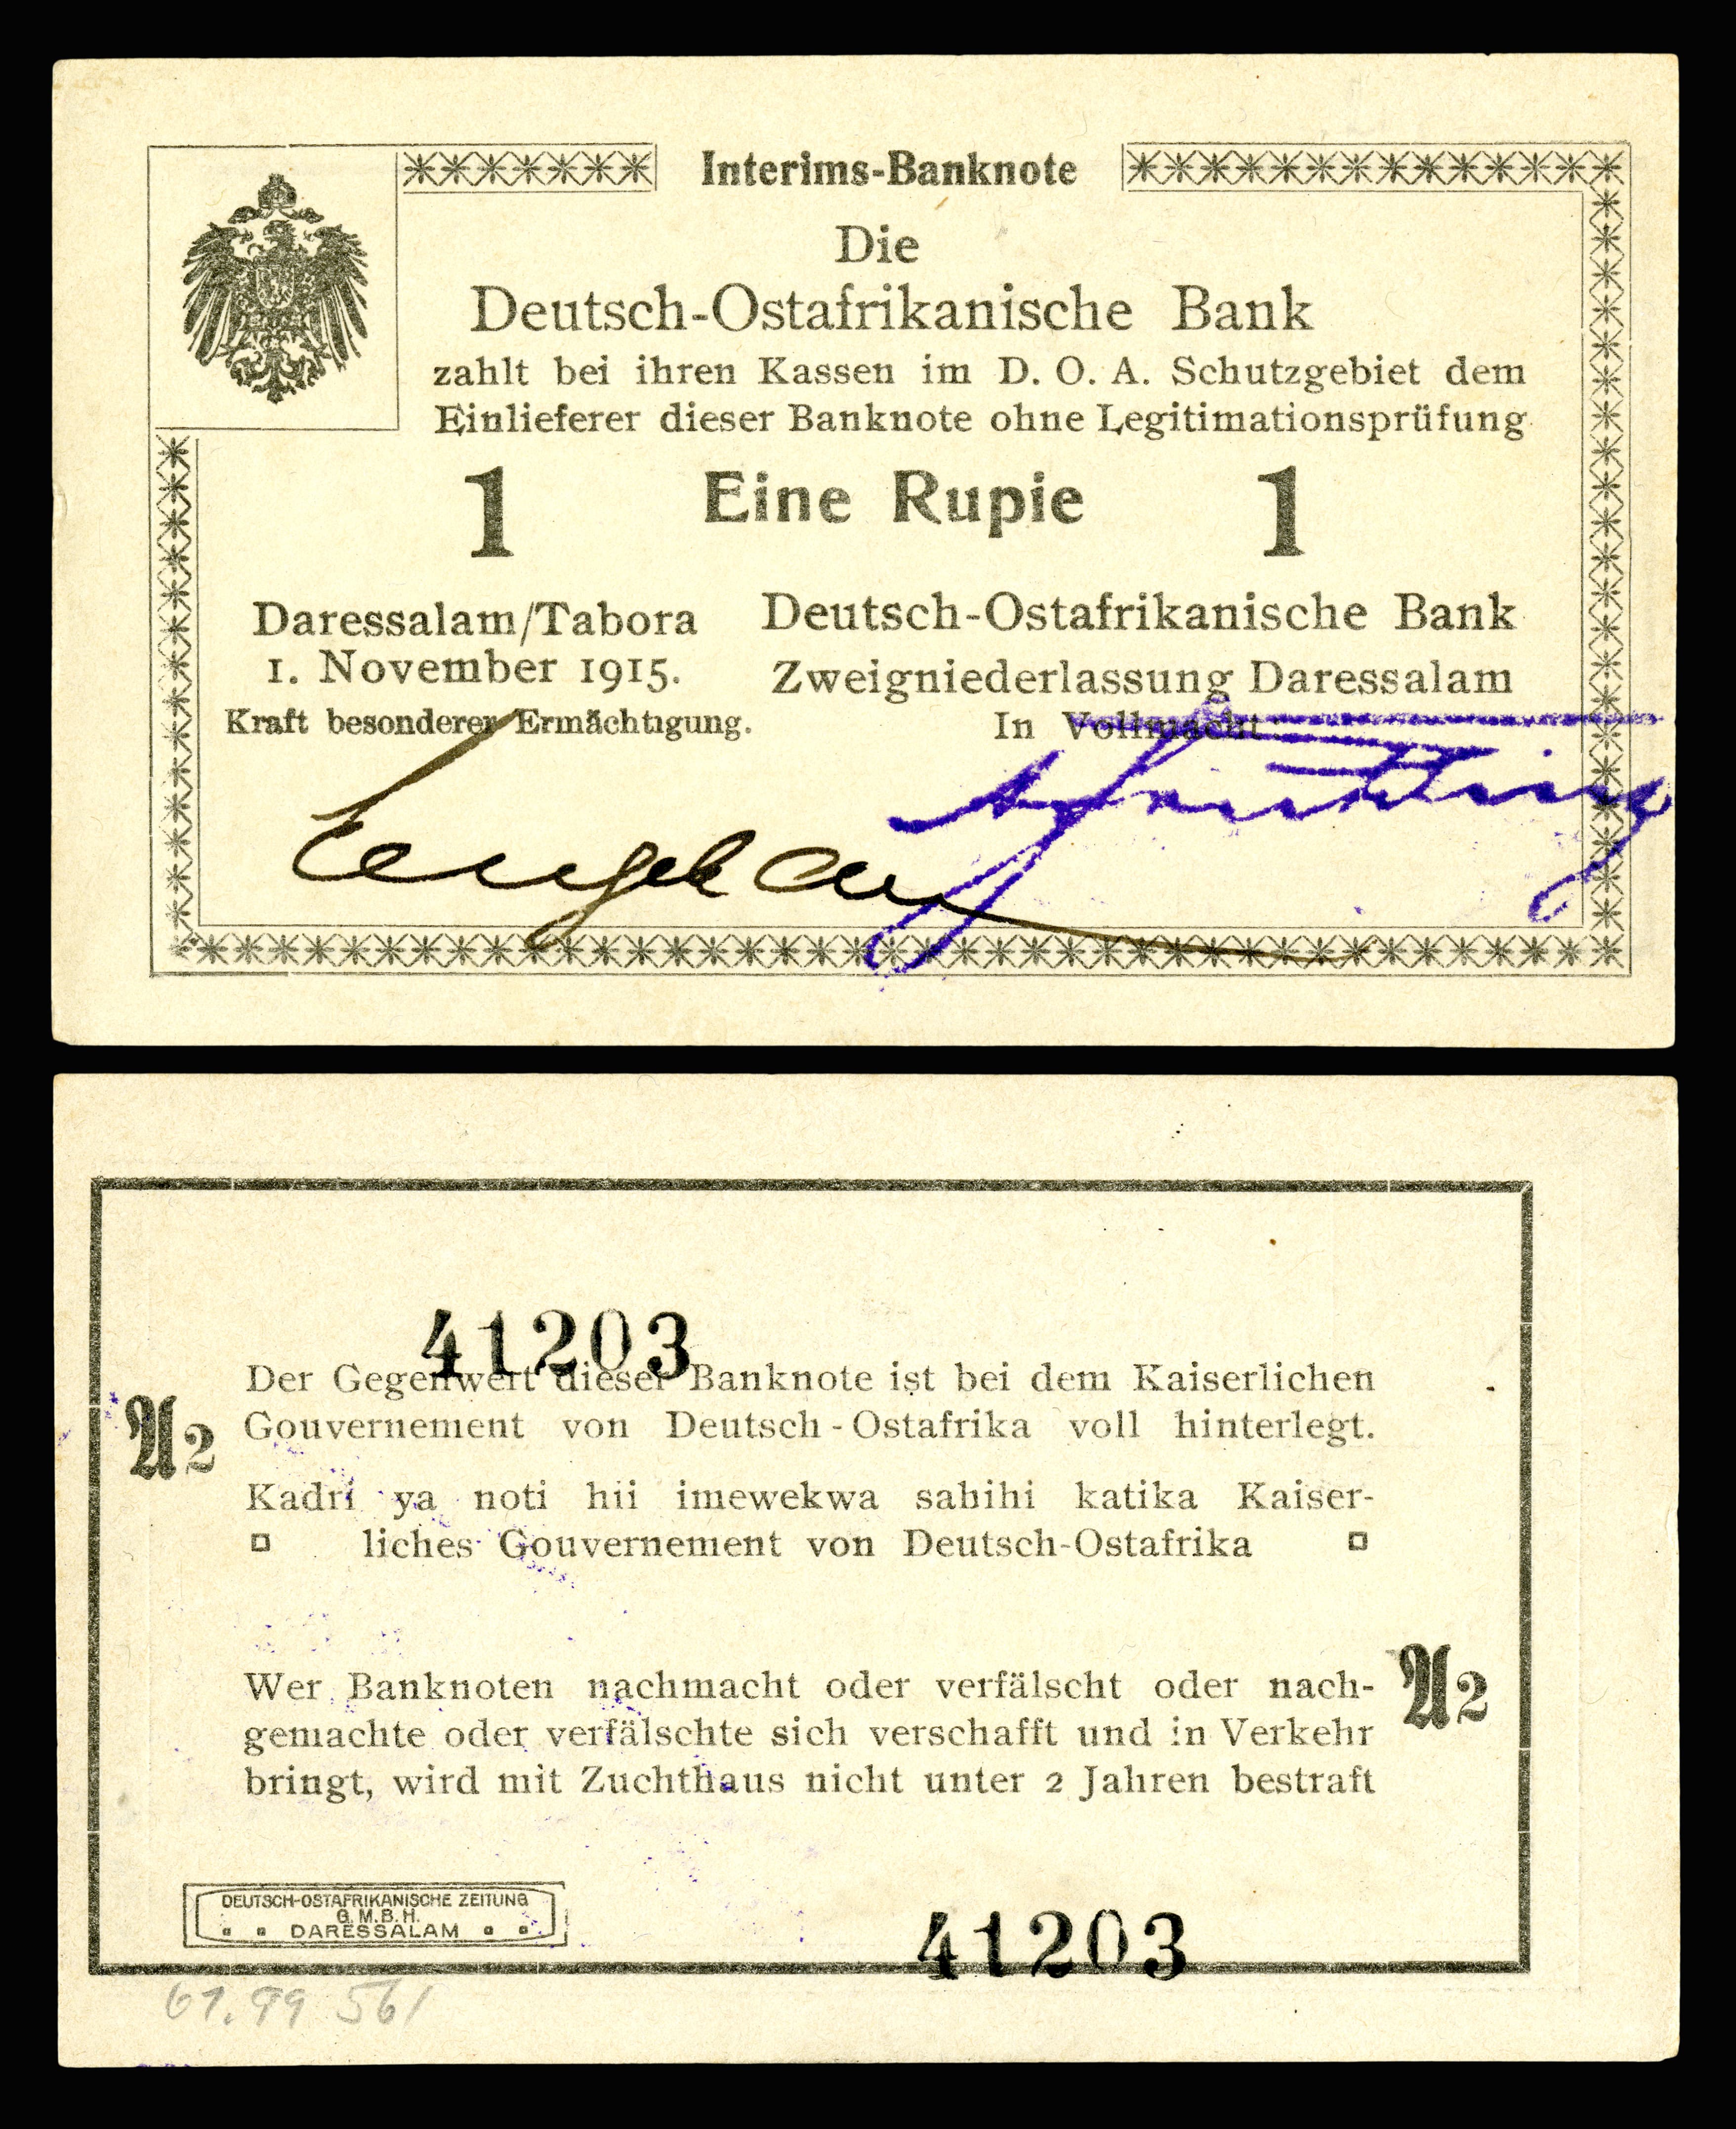 Interims-Banknote
Die
Deutsch-Ostafrikanische Bank
zahlt bei ihren Kassen im D. O. A. Schutzgebiet dem
Einlieferer dieser Banknote ohne Legitimationsprüfung
1 Eine Rupie 1
Daressalam/Tabora
1. November 1915.
Kraft besonderer Ermächtigung.
Deutsch-Ostafrikanische Bank
Zweigniederlassung Daressalam
In Vollmacht:
41203
Der Gegenwert dieser Banknote ist bei dem Kaiserlichen
Gouvernement von Deutsch-Ostafrika voll hinterlegt.
A2
Kadri ya noti hii imewekwa sahihi katika Kaiser-
liches Gouvernement von Deutsch-Ostafrika
Wer Banknoten nachmacht oder verfälscht oder nach-
gemachte oder verfälschte sich verschafft und in Verkehr
bringt, wird mit Zuchthaus nicht unter 2 Jahren bestraft
A2
DEUTSCH-OSTAFRIKANISCHE ZEITUNG
G.M.B.H.
DARESSALAM
41203